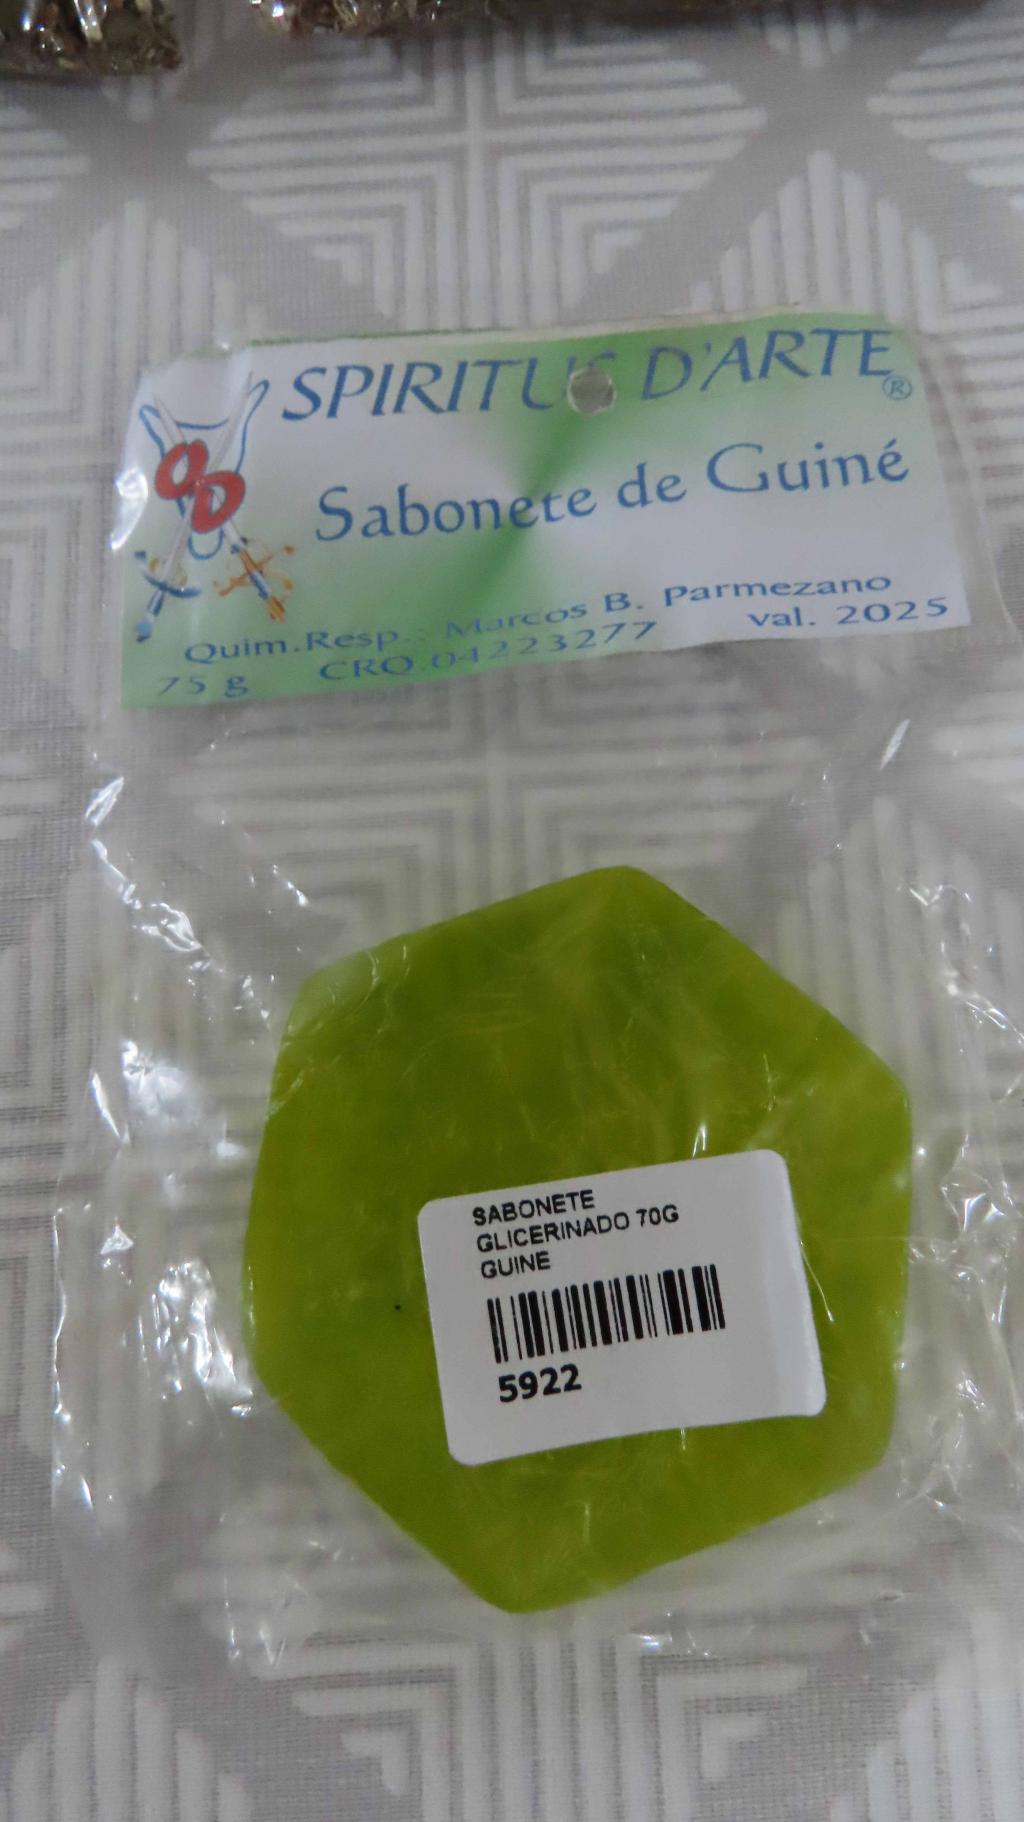 SPIRITUS D'ARTE®
OD
Sabonete de Guiné
Quim.Resp.: Marcos B. Parmezano
75 g CRQ.04223277 val. 2025
SABONETE
GLICERINADO 70G
GUINE
5922